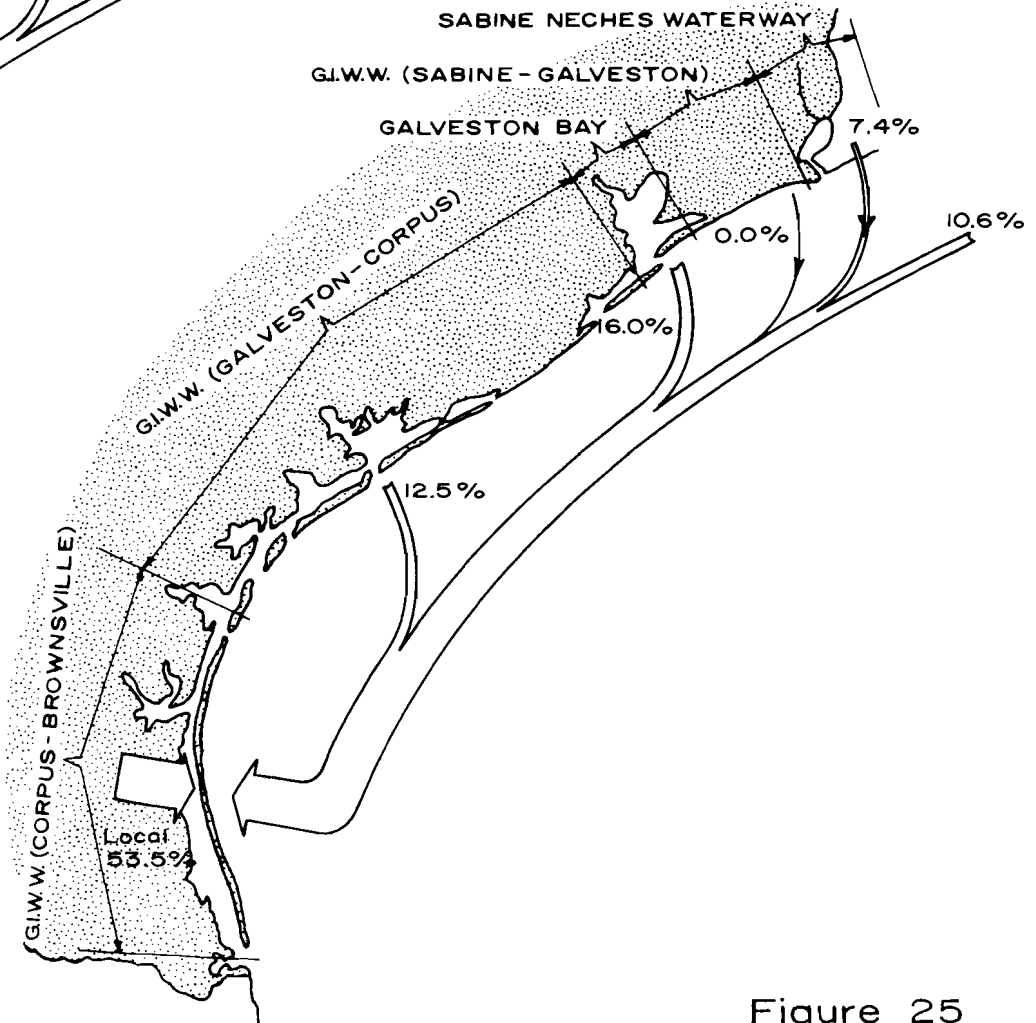 SABINE NECHES WATERWAY
G.I.W.W. (SABINE-GALVESTON)
GALVESTON BAY
7.4%
10.6%
0.0%
G.I.W.W. (GALVESTON-CORPUS)
16.0%
12.5%
G.I.W.W. (CORPUS-BROWNSVILLE)
Local
53.5%
Figure 25